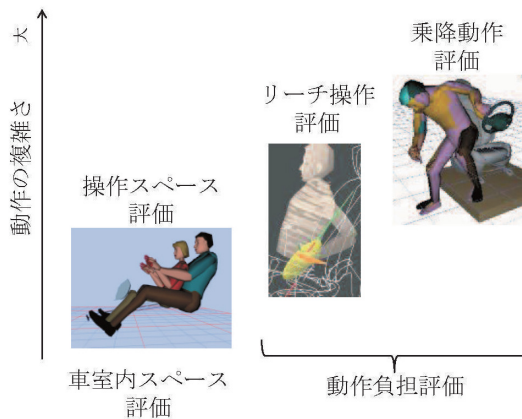 大
動作の複雑さ
乗降動作
評価
リーチ操作
評価
操作スペース
評価
車室内スペース
評価
動作負担評価